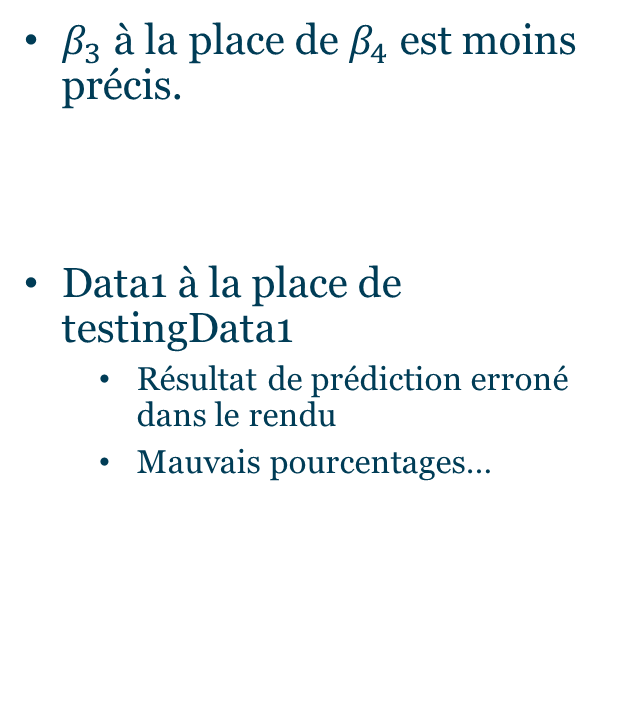 • β₃ à la place de β₄ est moins
précis.
• Data1 à la place de
testingData1
• Résultat de prédiction erroné
dans le rendu
• Mauvais pourcentages...